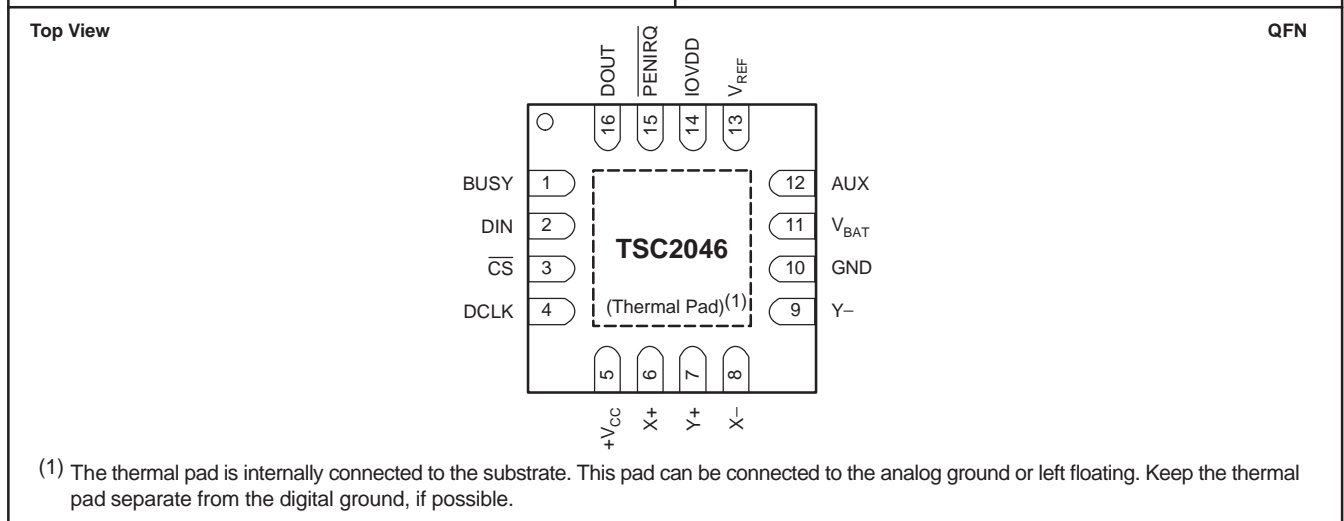 Top View
QFN
DOUT
PENIRQ
IOVDD
VREF
16
15
14
13
BUSY 1
DIN 2
CS 3
DCLK 4
TSC2046
(Thermal Pad)(1)
12 AUX
11 VBAT
10 GND
9 Y–
5
6
7
8
+VCC
X+
Y+
X–
(1) The thermal pad is internally connected to the substrate. This pad can be connected to the analog ground or left floating. Keep the thermal
pad separate from the digital ground, if possible.